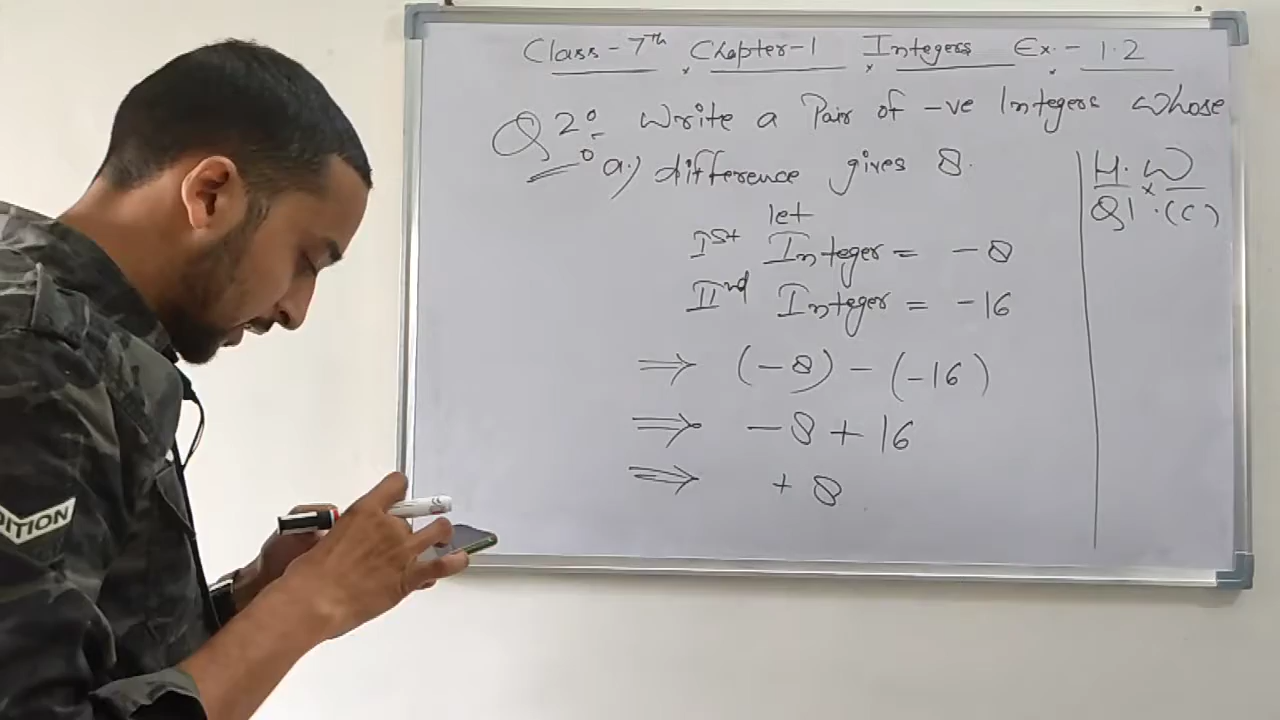 Class-7th Chapter-1 Integers Ex.- 1.2
Q2:- Write a Pair of -ve Integers whose
a.) difference gives 8.
let
Ist Integer = -8
IInd Integer = -16
⇒ (-8) - (-16)
⇒ -8 + 16
⇒ + 8
H.W
Q1.(c)
DITION